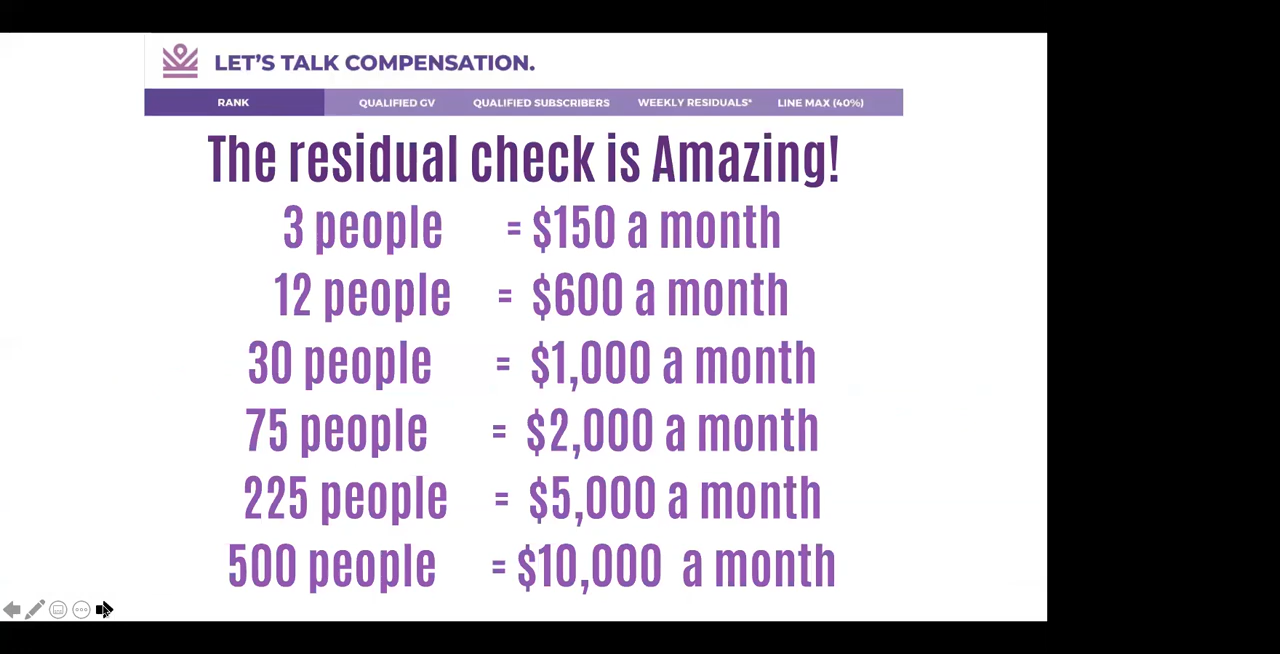 LET'S TALK COMPENSATION.
RANK QUALIFIED GV QUALIFIED SUBSCRIBERS WEEKLY RESIDUALS* LINE MAX (40%)
The residual check is Amazing!
3 people = $150 a month
12 people = $600 a month
30 people = $1,000 a month
75 people = $2,000 a month
225 people = $5,000 a month
500 people = $10,000 a month